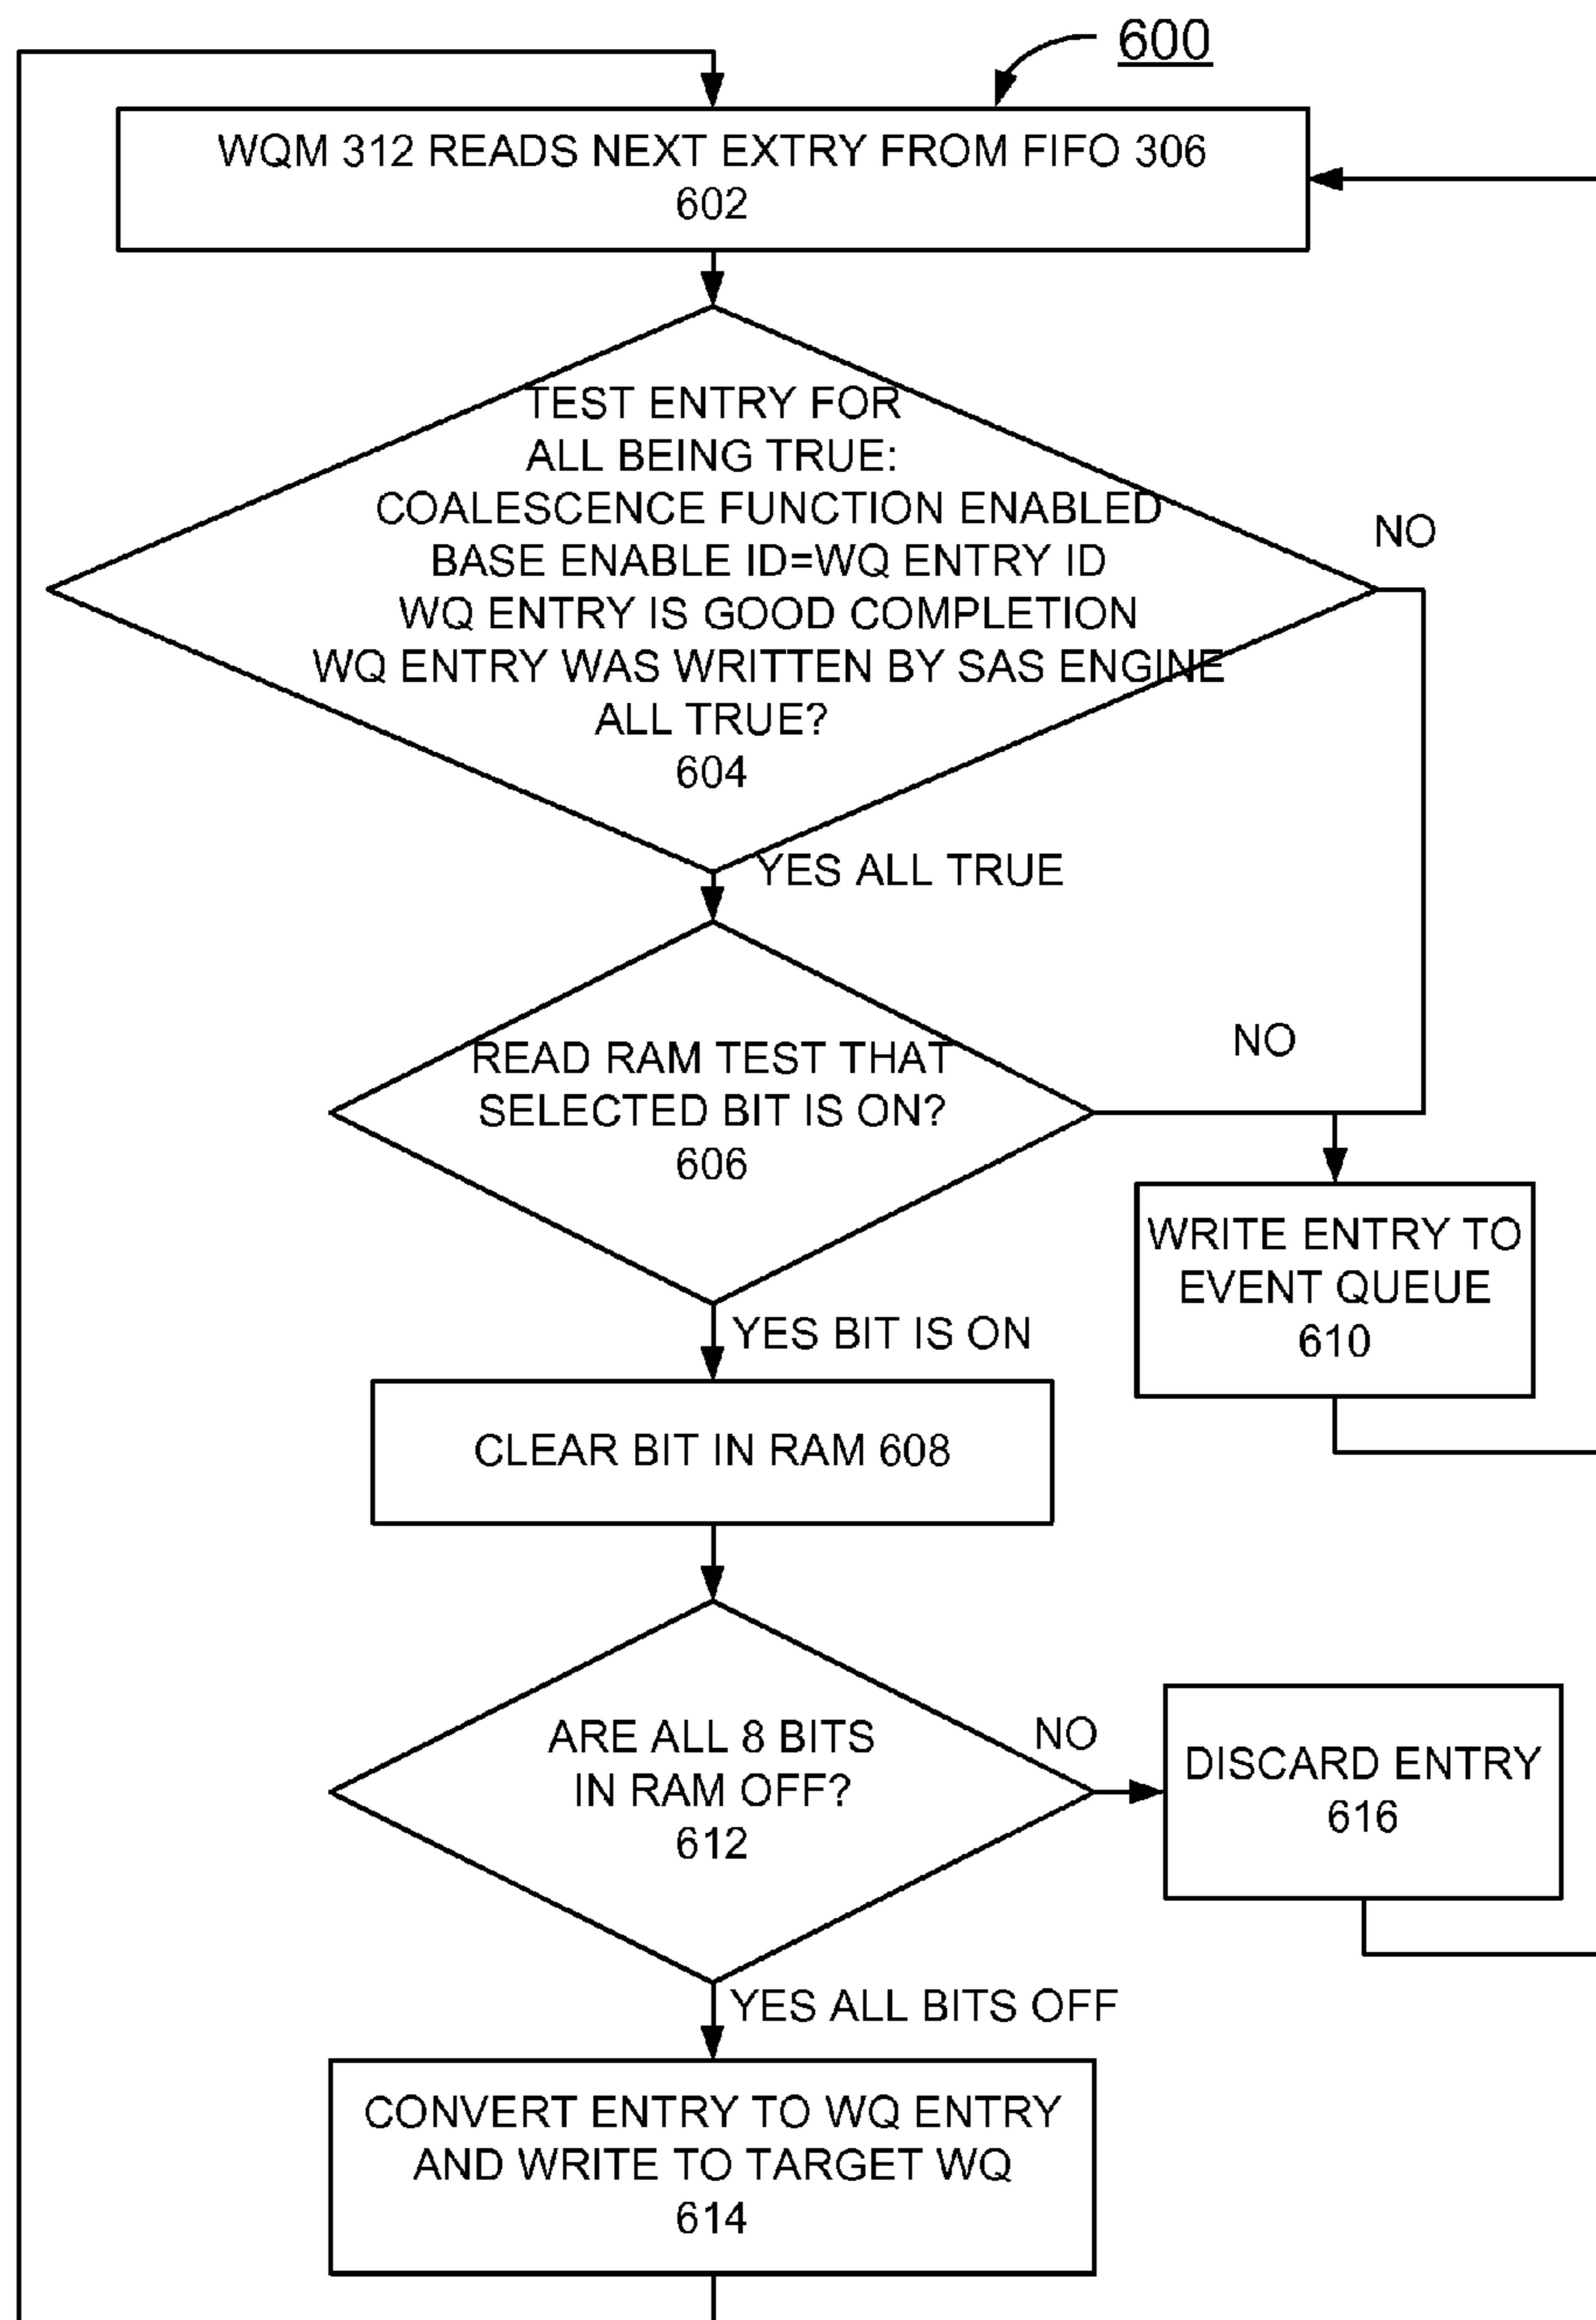 600
WQM 312 READS NEXT EXTRY FROM FIFO 306
602
TEST ENTRY FOR
ALL BEING TRUE:
COALESCENCE FUNCTION ENABLED
BASE ENABLE ID=WQ ENTRY ID
WQ ENTRY IS GOOD COMPLETION
WQ ENTRY WAS WRITTEN BY SAS ENGINE
ALL TRUE?
604
NO
YES ALL TRUE
READ RAM TEST THAT
SELECTED BIT IS ON?
606
NO
WRITE ENTRY TO
EVENT QUEUE
610
YES BIT IS ON
CLEAR BIT IN RAM 608
ARE ALL 8 BITS
IN RAM OFF?
612
NO
DISCARD ENTRY
616
YES ALL BITS OFF
CONVERT ENTRY TO WQ ENTRY
AND WRITE TO TARGET WQ
614